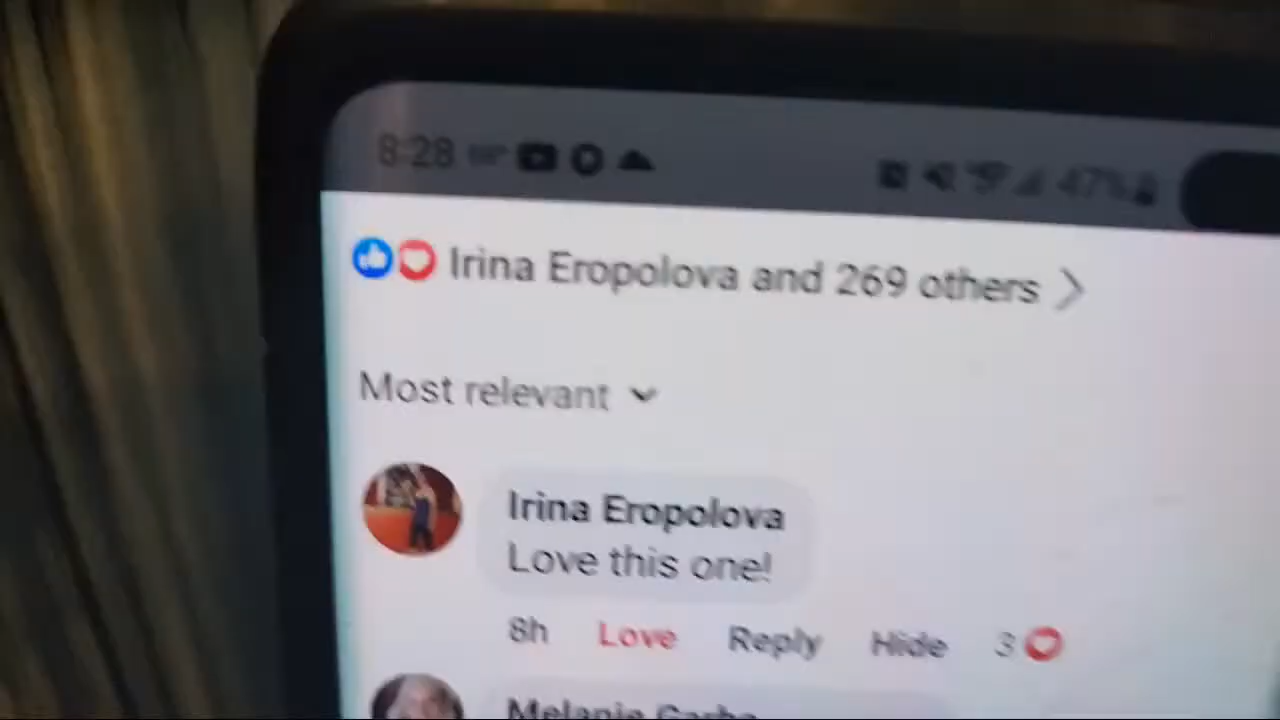 8:28 47%
Irina Eropolova and 269 others
Most relevant
Irina Eropolova
Love this one!
8h Love Reply Hide 3
Melanie